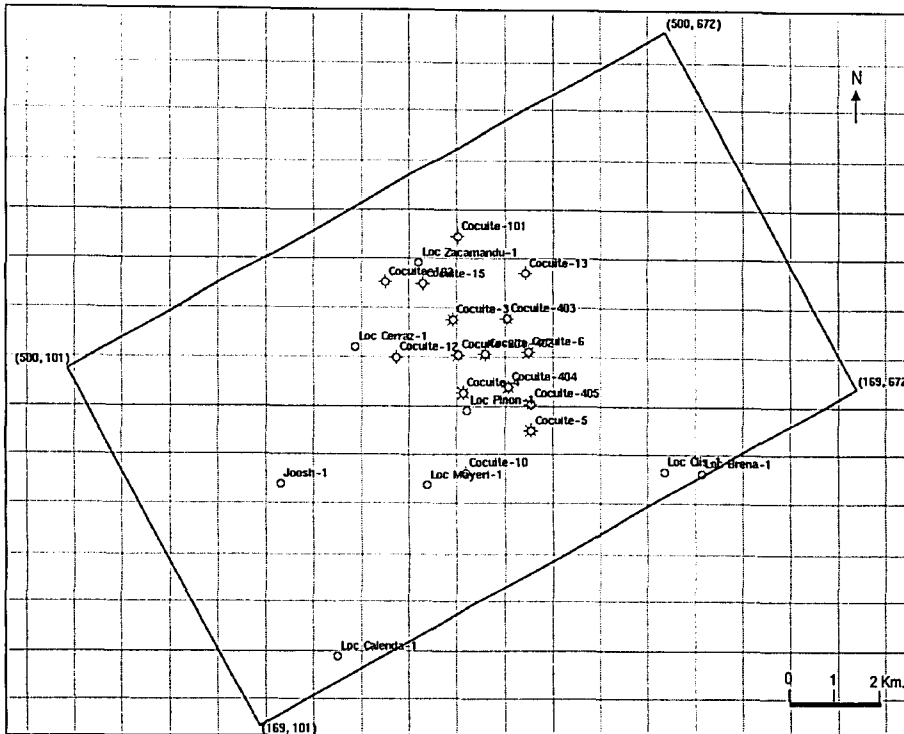 (500, 672)
N
Cocuite-101
Loc Zacamandu-1
Cocuite-13
Cocuite-15
Cocuite-3
Cocuite-403
Loc Cerraz-1
Cocuite-12
Cocuite-6
(500, 101)
Cocuite-404
(169, 672)
Cocuite-405
Loc Pinon-1
Cocuite-5
Cocuite-10
Joosh-1
Loc Mayeri-1
Loc
Loc Brena-1
Loc Calenda-1
0 1 2 Km.
(169, 101)